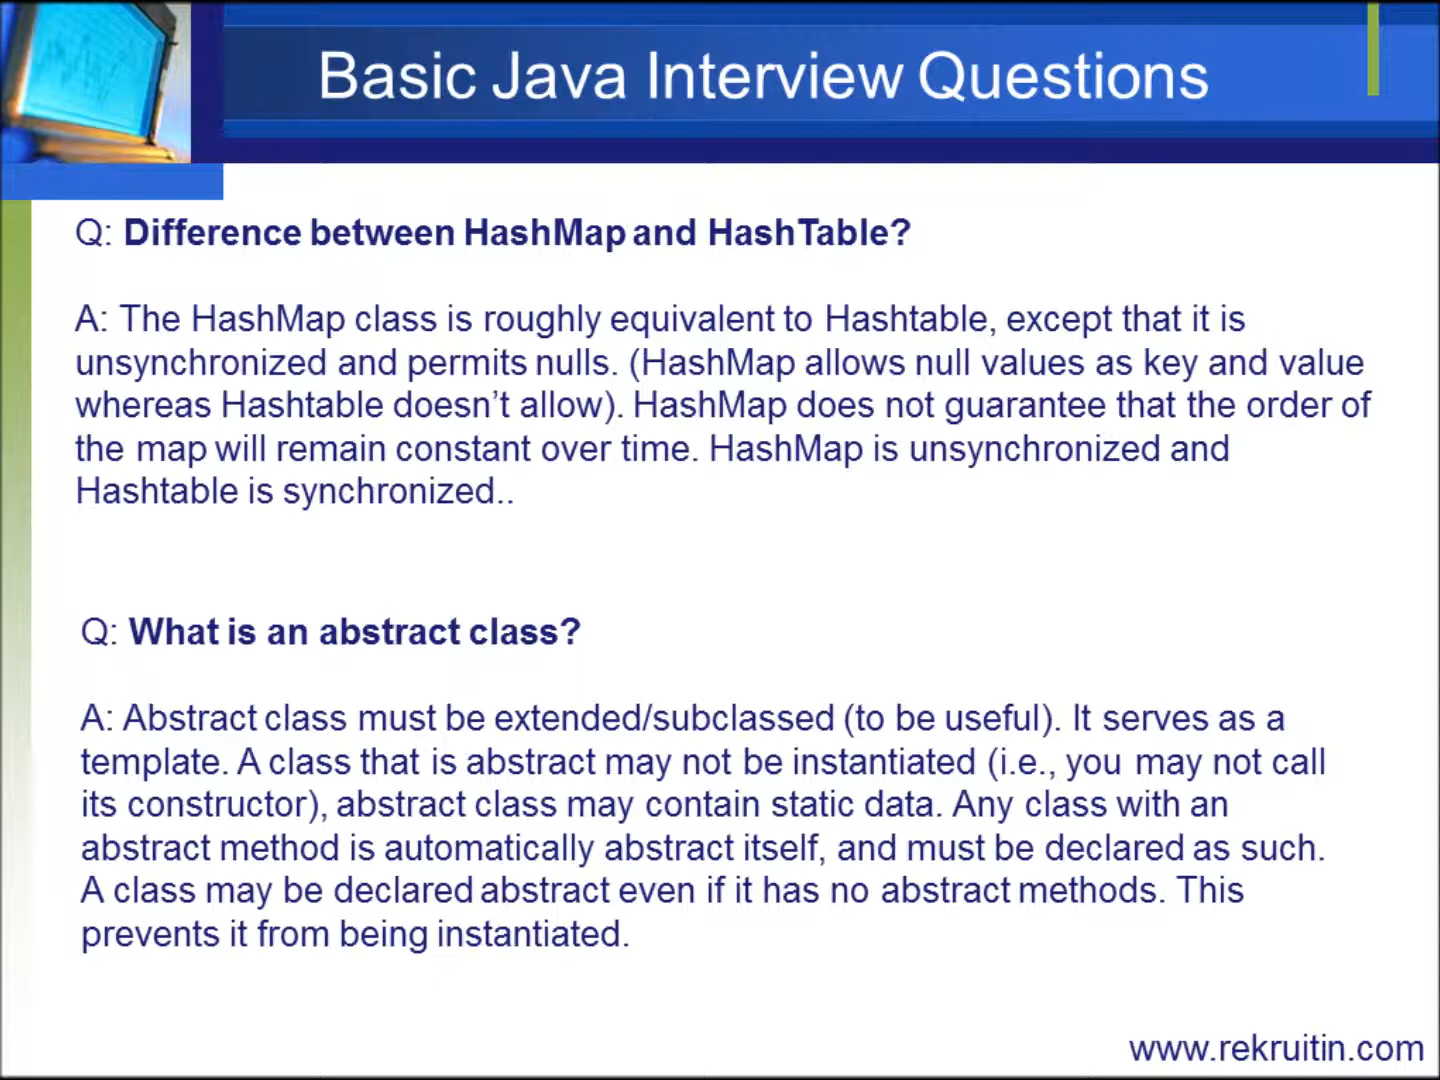 Basic Java Interview Questions
Q: Difference between HashMap and HashTable?
A: The HashMap class is roughly equivalent to Hashtable, except that it is
unsynchronized and permits nulls. (HashMap allows null values as key and value
whereas Hashtable doesn’t allow). HashMap does not guarantee that the order of
the map will remain constant over time. HashMap is unsynchronized and
Hashtable is synchronized..
Q: What is an abstract class?
A: Abstract class must be extended/subclassed (to be useful). It serves as a
template. A class that is abstract may not be instantiated (i.e., you may not call
its constructor), abstract class may contain static data. Any class with an
abstract method is automatically abstract itself, and must be declared as such.
A class may be declared abstract even if it has no abstract methods. This
prevents it from being instantiated.
www.rekruitin.com